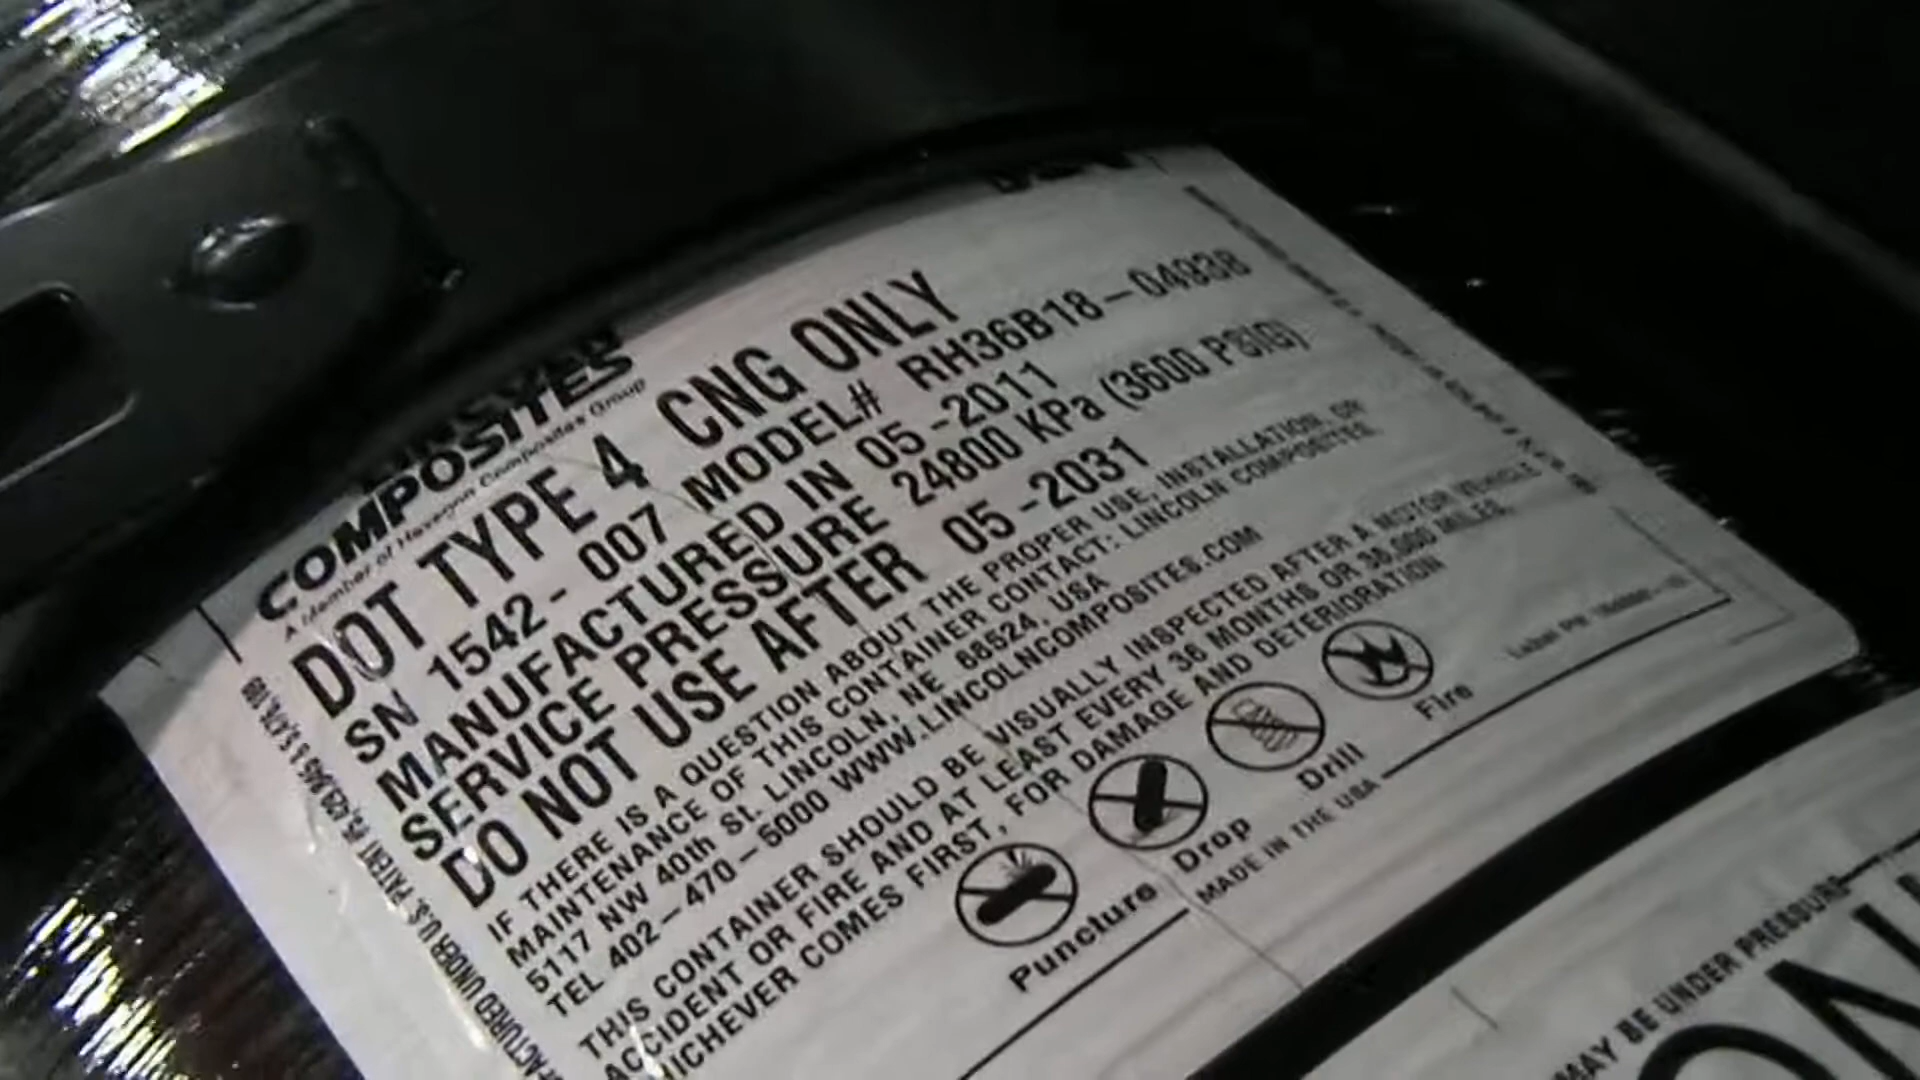 COMPOSITES
A Member of Hexagon Composites Group
DOT TYPE 4 CNG ONLY
SN 1542- 007 MODEL# RH36B18-04938
MANUFACTURED IN 05-2011
SERVICE PRESSURE 24800 KPa (3600 PSIG)
DO NOT USE AFTER 05-2031
IF THERE IS A QUESTION ABOUT THE PROPER USE, INSTALLATION, OR
MAINTENANCE OF THIS CONTAINER CONTACT: LINCOLN COMPOSITES
5117 NW 40th St. LINCOLN, NE 68524, USA
TEL 402-470-5000 WWW.LINCOLNCOMPOSITES.COM
THIS CONTAINER SHOULD BE VISUALLY INSPECTED AFTER A MOTOR VEHICLE
ACCIDENT OR FIRE AND AT LEAST EVERY 36 MONTHS OR 36,000 MILES,
HICHEVER COMES FIRST, FOR DAMAGE AND DETERIORATION
Puncture Drop Drill Fire
MADE IN THE USA
UNDER U.S. PATENT
MAY BE UNDER PRESSURE